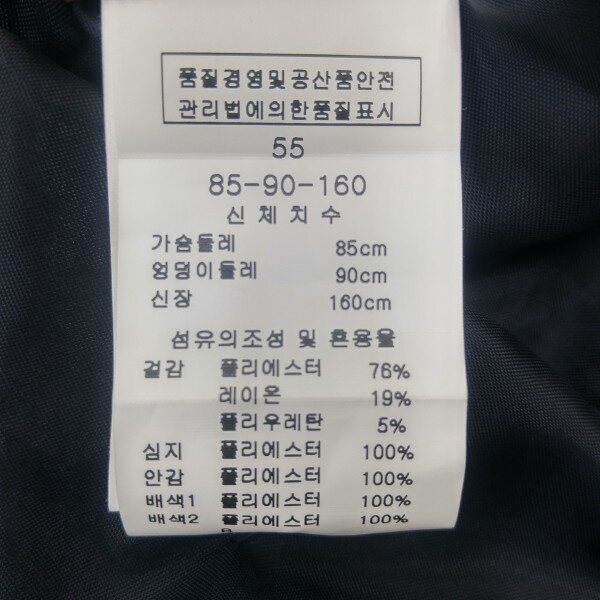 품질경영및공산품안전
관리법에의한품질표시
55
85-90-160
신체치수
가슴둘레 85cm
엉덩이둘레 90cm
신장 160cm
섬유의조성 및 혼용율
겉감 폴리에스터 76%
레이온 19%
폴리우레탄 5%
심지 폴리에스터 100%
안감 폴리에스터 100%
배색1 폴리에스터 100%
배색2 폴리에스터 100%